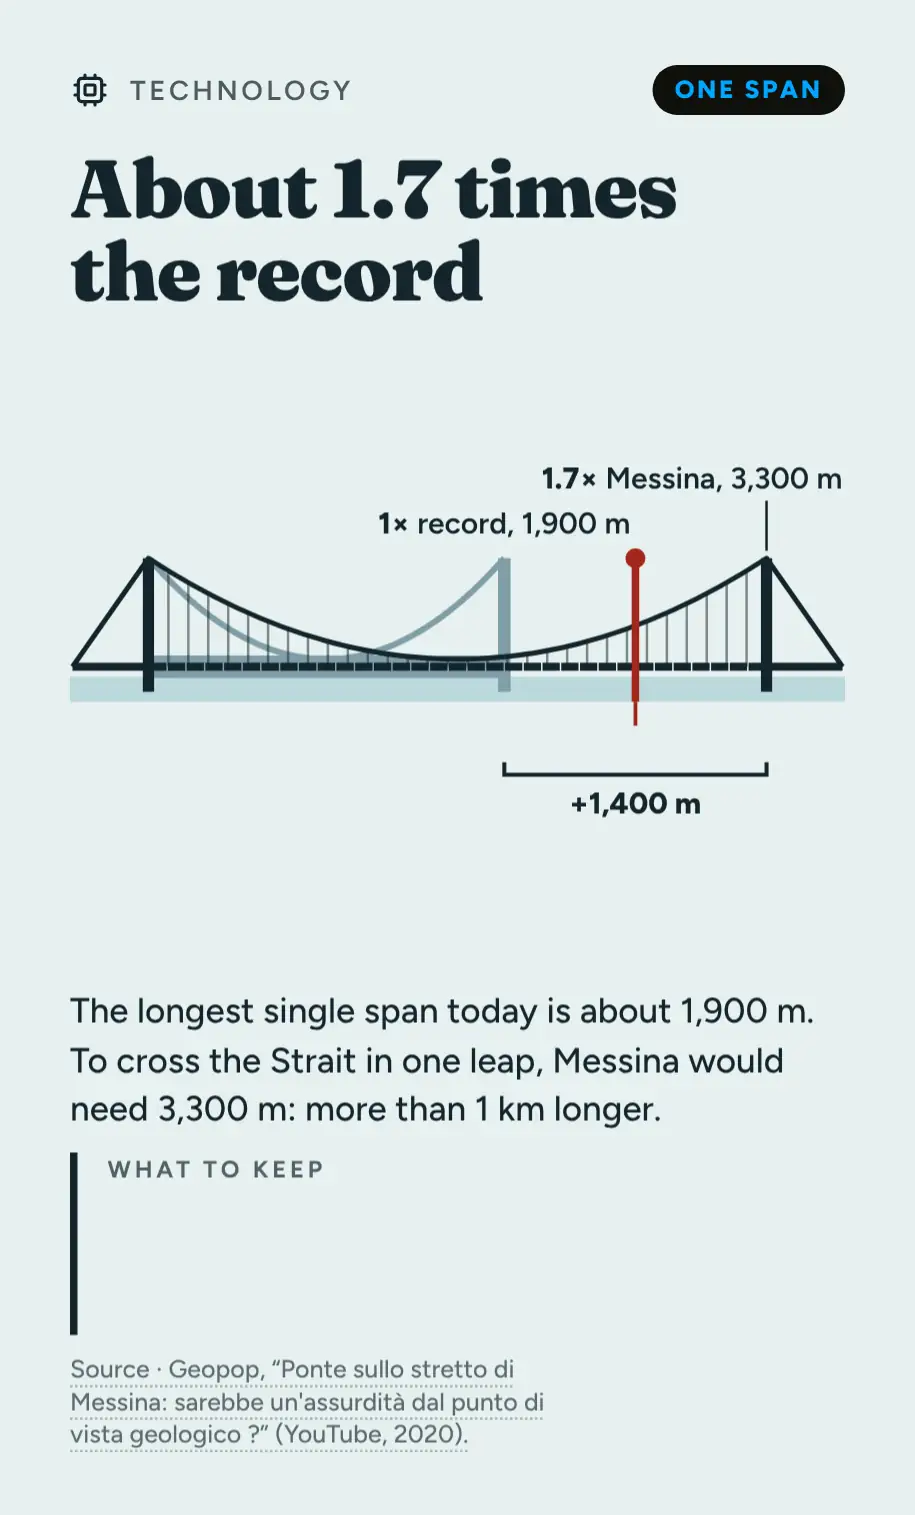 TECHNOLOGY
ONE SPAN
About 1.7 times
the record
1.7× Messina, 3,300 m
1× record, 1,900 m
+1,400 m
The longest single span today is about 1,900 m.
To cross the Strait in one leap, Messina would
need 3,300 m: more than 1 km longer.
WHAT TO KEEP
Source · Geopop, “Ponte sullo stretto di
Messina: sarebbe un'assurdità dal punto di
vista geologico ?” (YouTube, 2020).